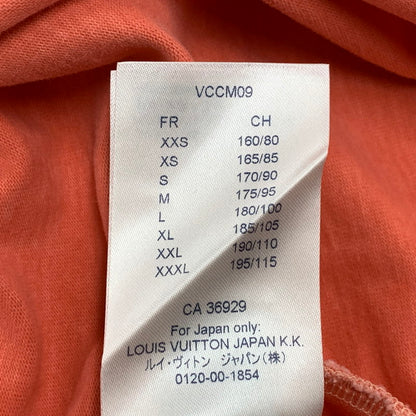 VCCM09
FR CH
XXS 160/80
XS 165/85
S 170/90
M 175/95
L 180/100
XL 185/105
XXL 190/110
XXXL 195/115
CA 36929
For Japan only:
LOUIS VUITTON JAPAN K.K.
ルイ・ヴィトン ジャパン(株)
0120-00-1854